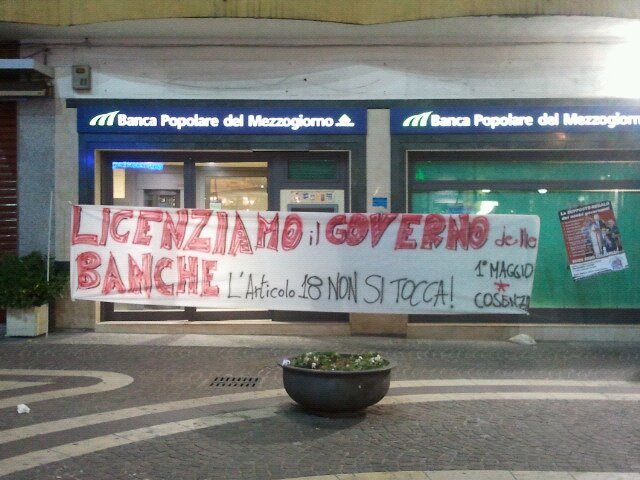 Banca Popolare del Mezzogiorno
Banca Popolare del Mezzogiorno
LICENZIAMO il GOVERNO delle
BANCHE L'Articolo 18 NON SI TOCCA!
1° MAGGIO
COSENZA